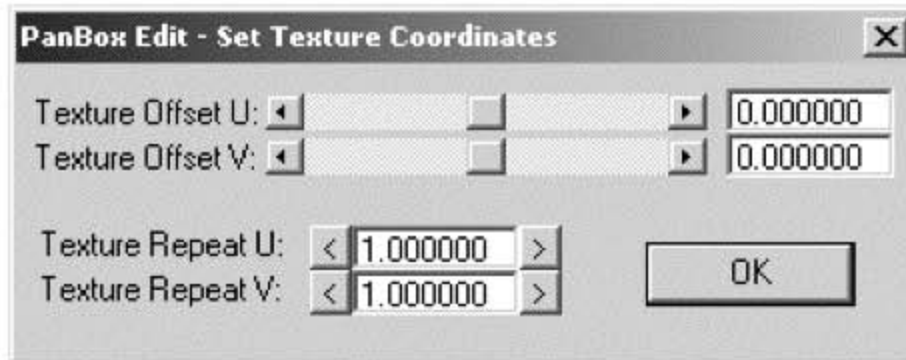 PanBox Edit - Set Texture Coordinates
Texture Offset U: 0.000000
Texture Offset V: 0.000000
Texture Repeat U: < 1.000000 >
Texture Repeat V: < 1.000000 >
OK